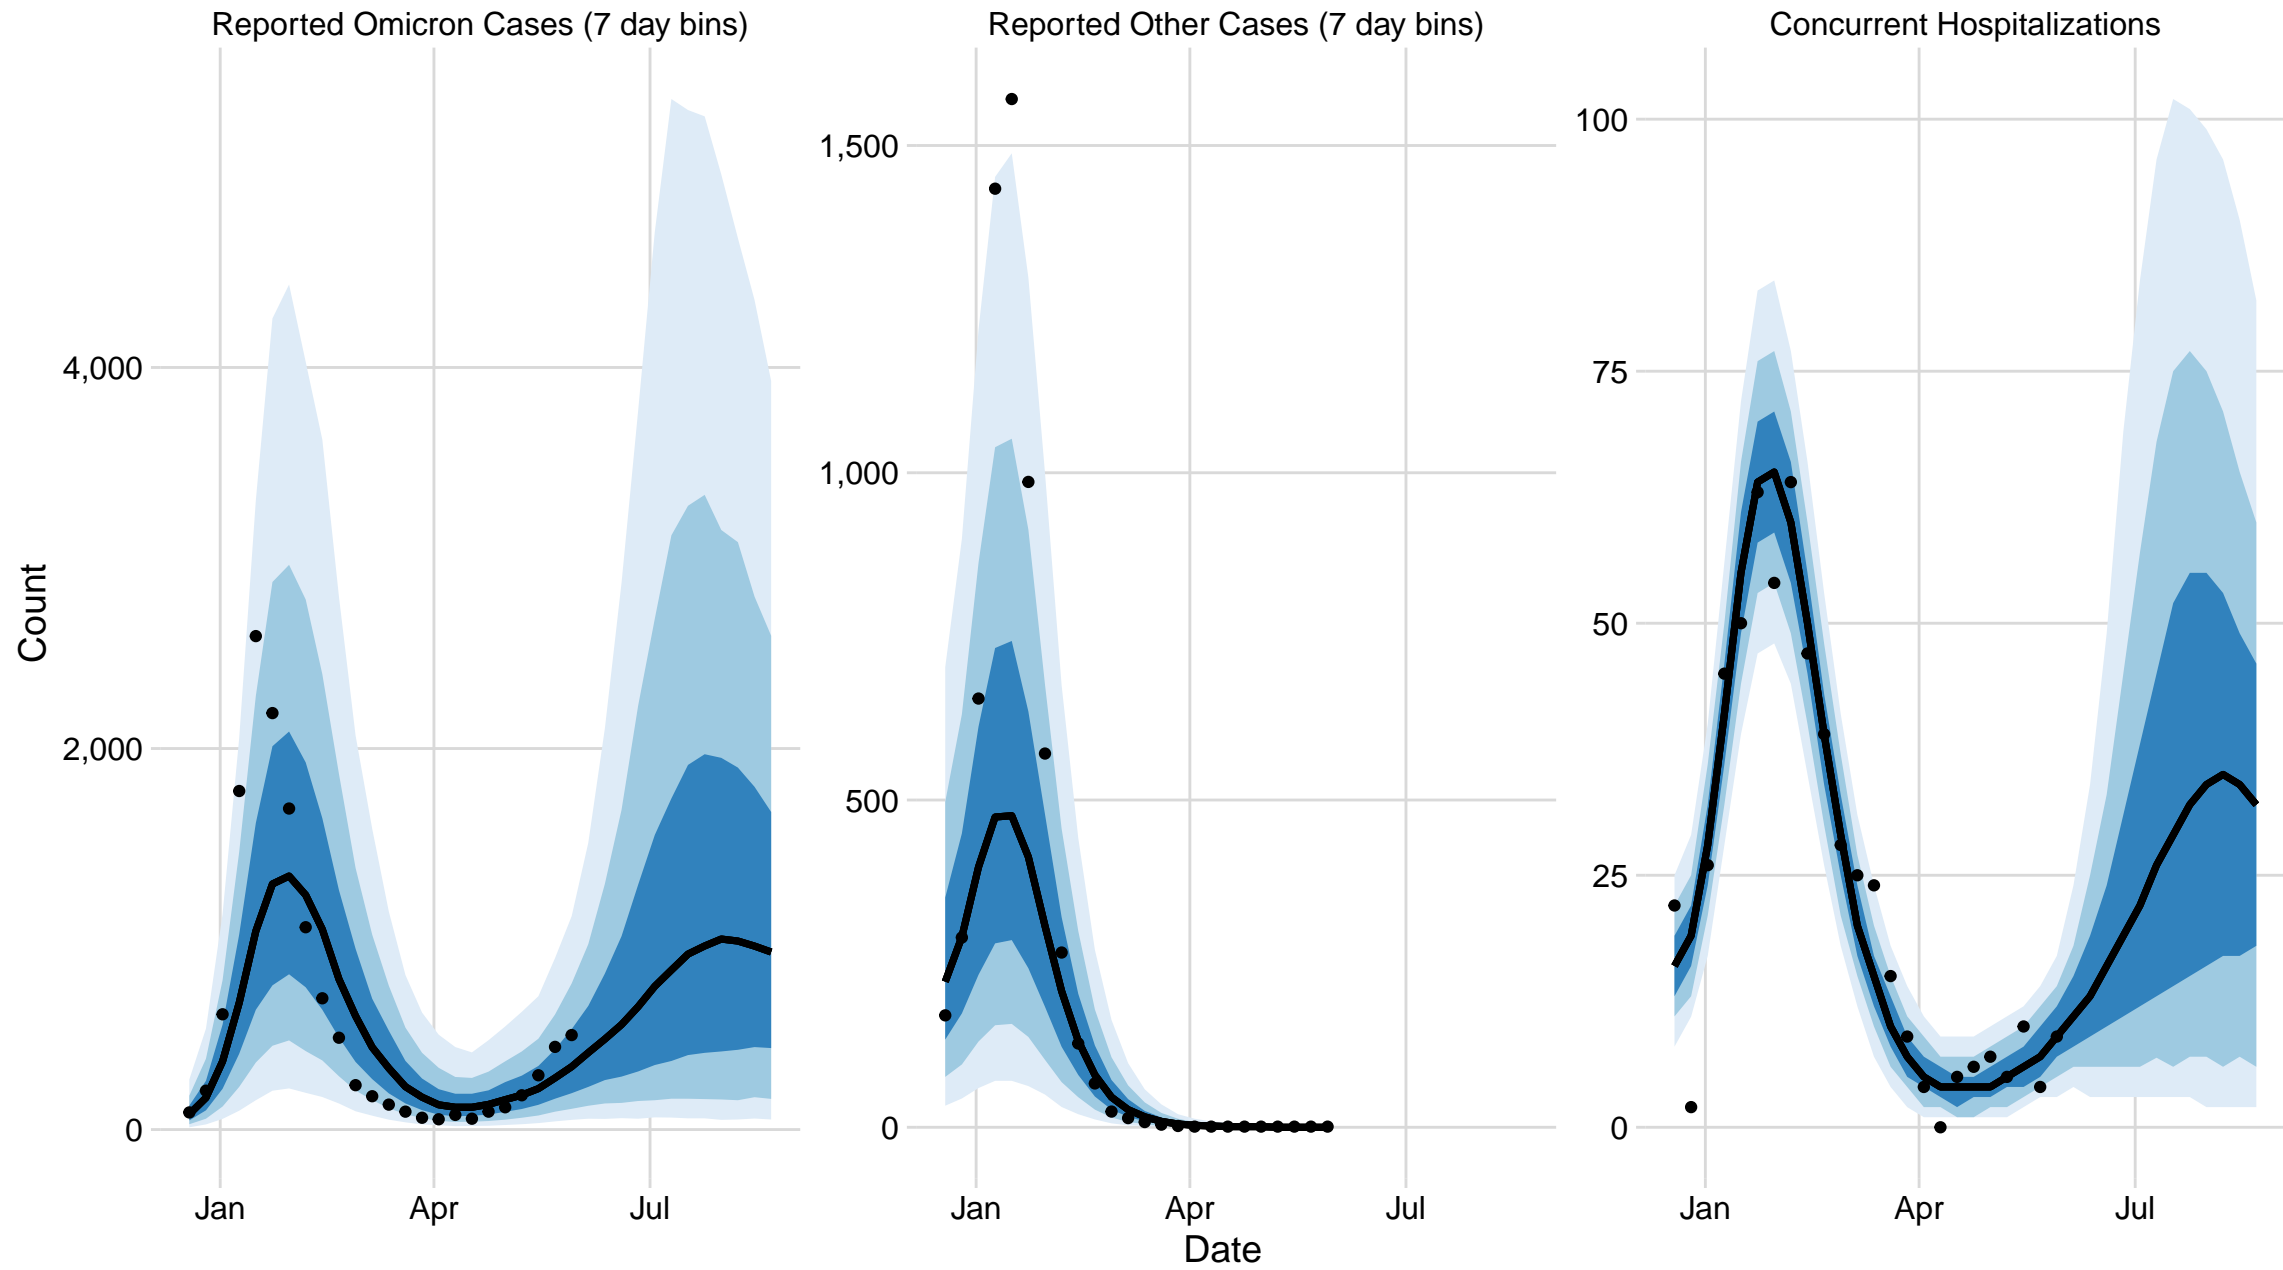 Reported Omicron Cases (7 day bins)
Reported Other Cases (7 day bins)
Concurrent Hospitalizations
Count
4,000
2,000
0
1,500
1,000
500
0
100
75
50
25
0
Jan
Apr
Jul
Jan
Apr
Jul
Jan
Apr
Jul
Date